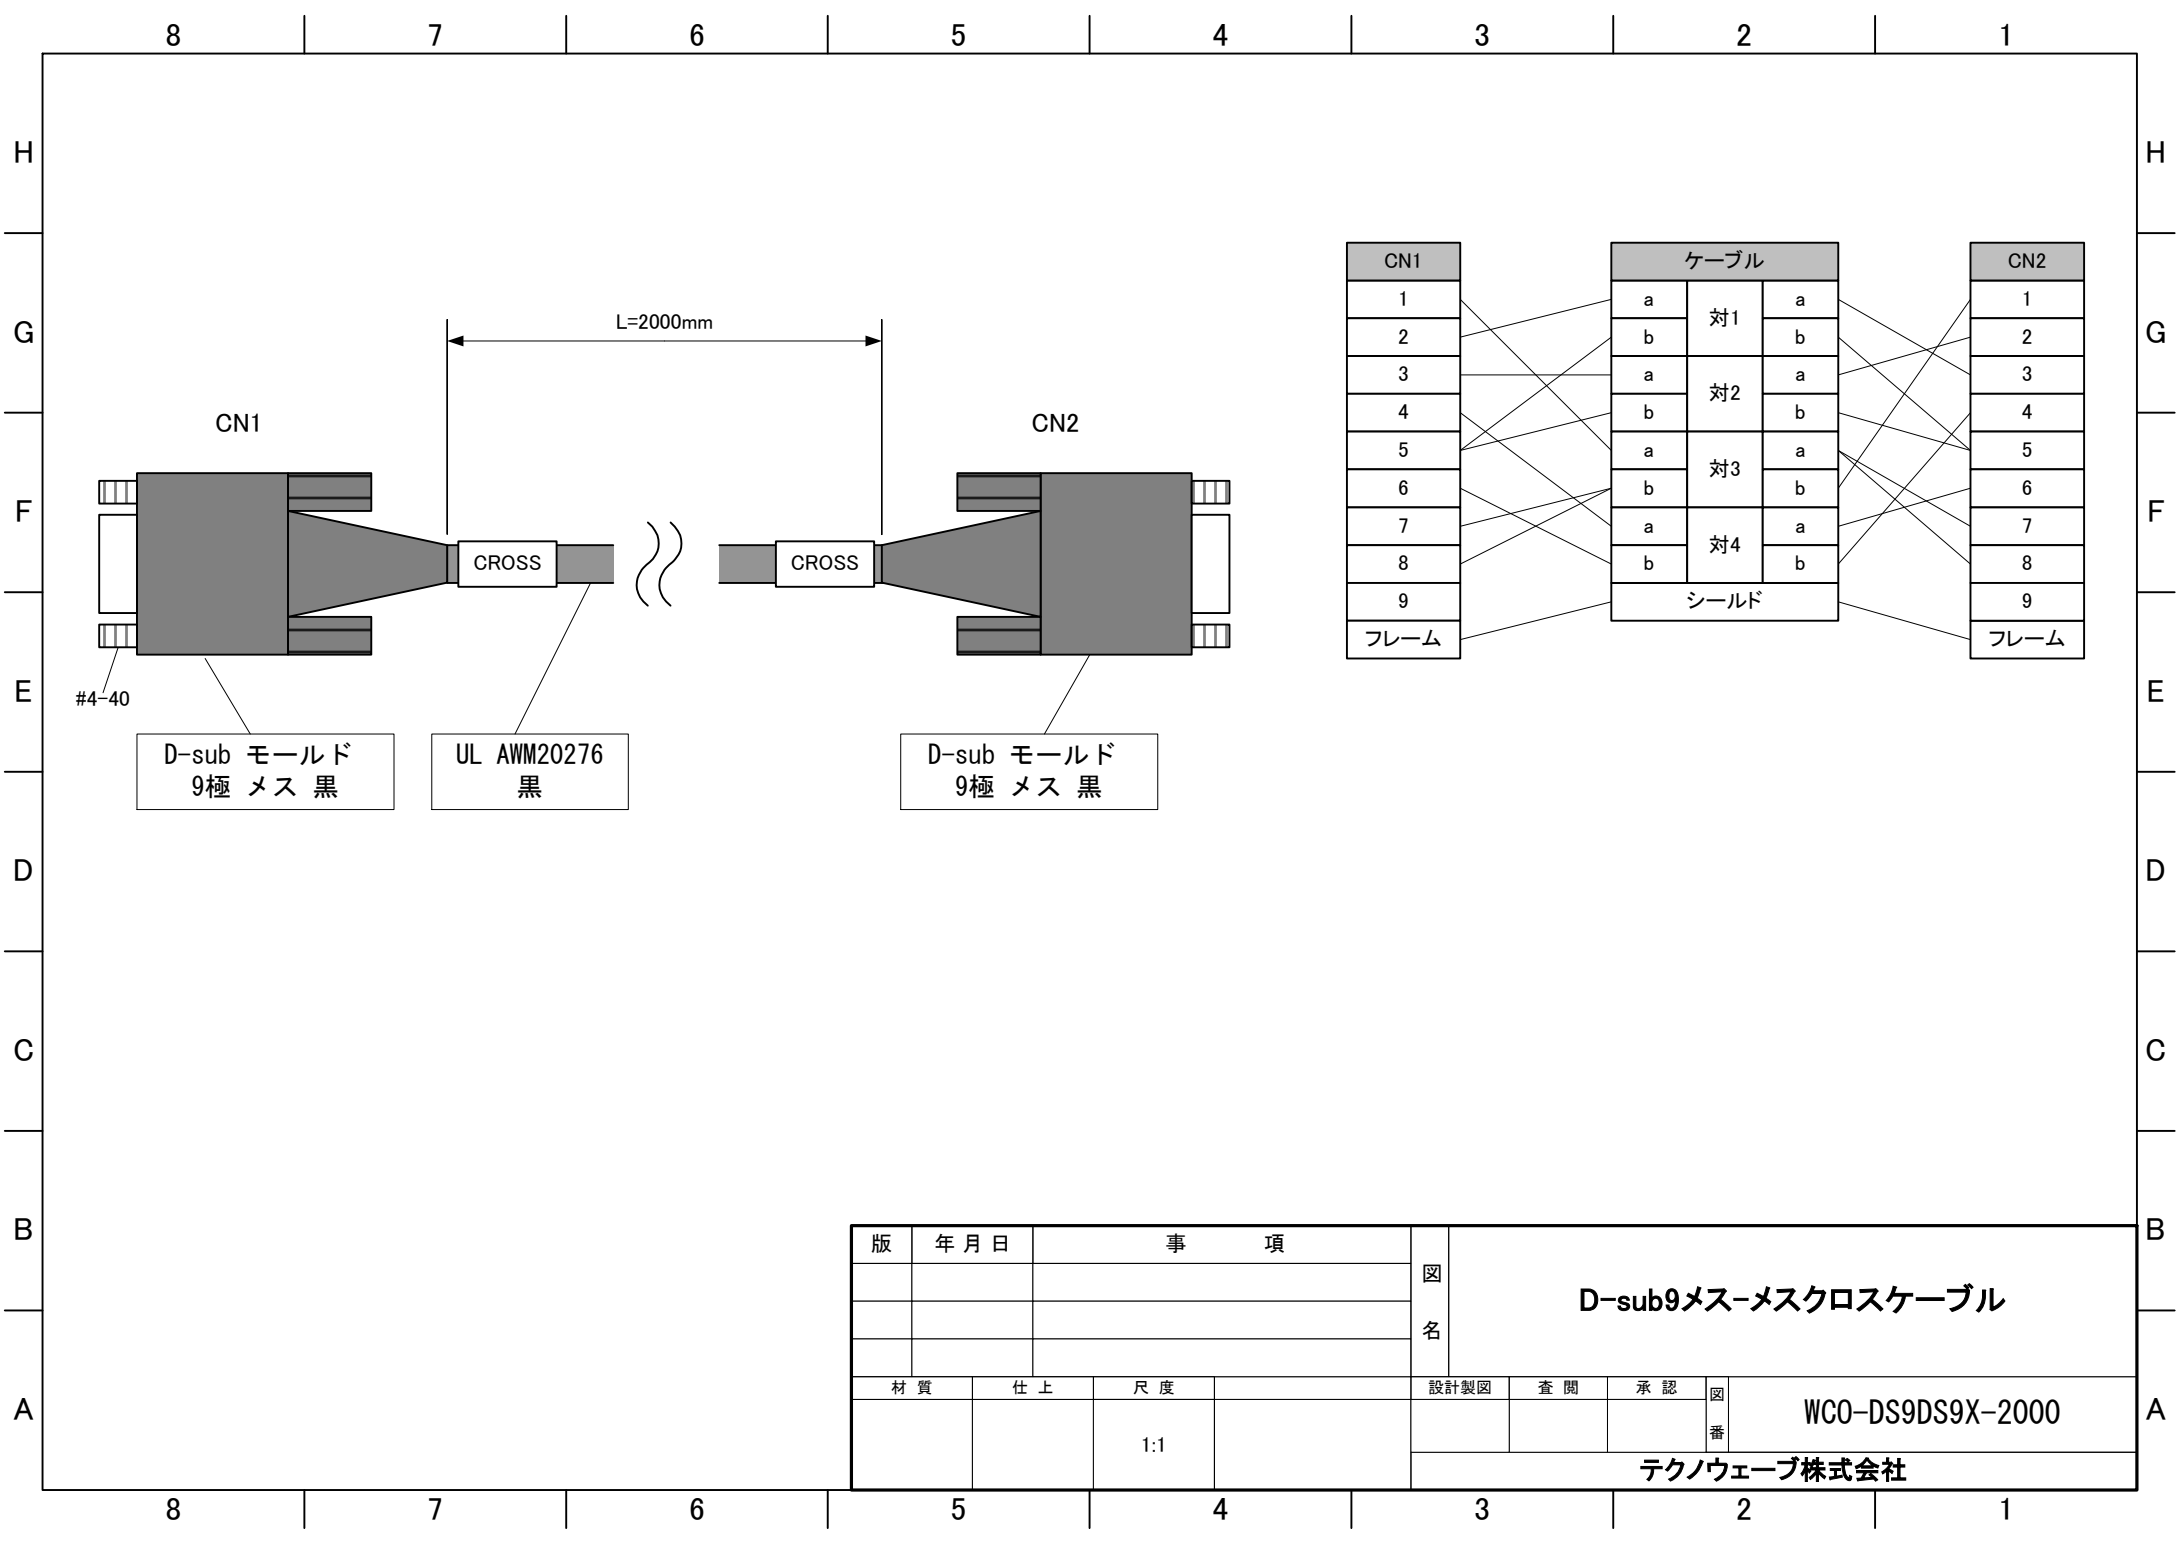 8 7 6 5 4 3 2 1
H H
CN1 ケーブル CN2
1 a 対1 a 1
G L=2000mm G
2 b b 2
3 a 対2 a 3
4 b b 4
CN1 CN2
5 a 対3 a 5
6 b b 6
F F
7 a 対4 a 7
8 b b 8
CROSS CROSS
9 シールド 9
フレーム フレーム
E E
#4-40
D-sub モールド
9極 メス 黒
UL AWM20276
黒
D-sub モールド
9極 メス 黒
D D
C C
B B
版 年月日 事 項
図名
D-sub9メス-メスクロスケーブル
材質 仕上 尺度 設計製図 査閲 承認
図番
WCO-DS9DS9X-2000
A A
1:1
テクノウェーブ株式会社
8 7 6 5 4 3 2 1